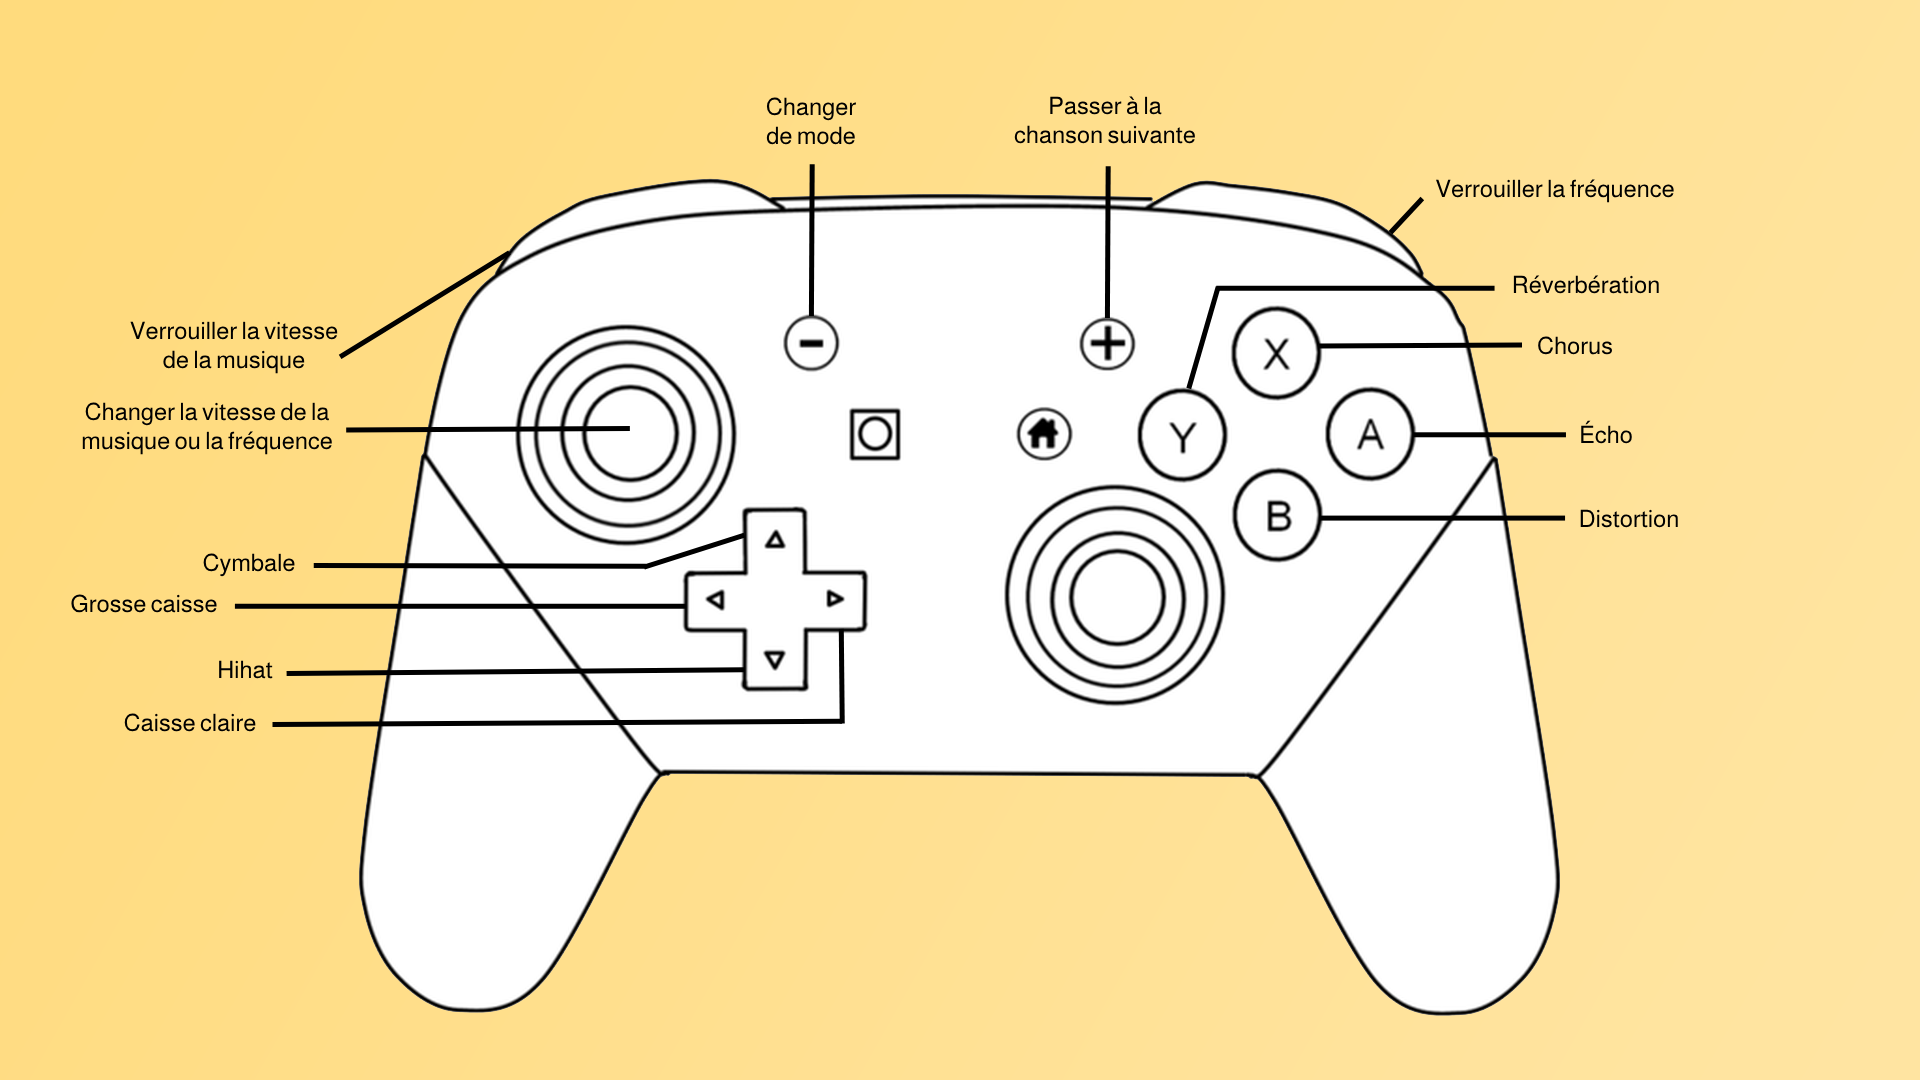 Changer
de mode
Passer à la
chanson suivante
Verrouiller la fréquence
Réverbération
Verrouiller la vitesse
de la musique
X
Chorus
Changer la vitesse de la
musique ou la fréquence
Y
A
Écho
B
Distortion
Cymbale
Grosse caisse
Hihat
Caisse claire